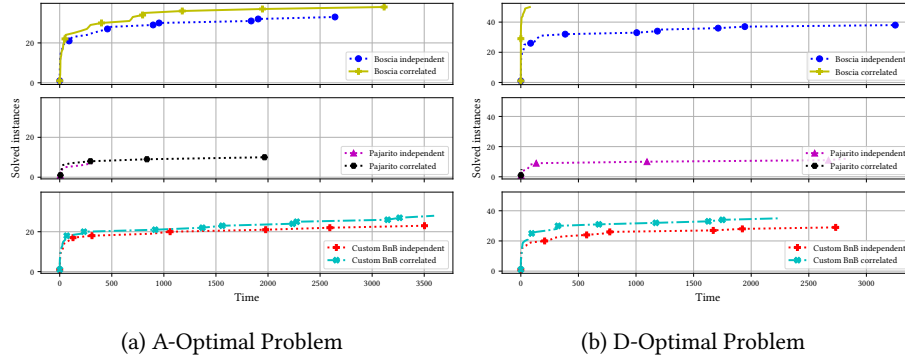 20
0
Boscia independent
Boscia correlated
Solved instances
20
0
Pajarito independent
Pajarito correlated
20
0
Custom BnB independent
Custom BnB correlated
0 500 1000 1500 2000 2500 3000 3500
Time
(a) A-Optimal Problem
40
20
0
Boscia independent
Boscia correlated
Solved instances
40
20
0
Pajarito independent
Pajarito correlated
40
20
0
Custom BnB independent
Custom BnB correlated
0 500 1000 1500 2000 2500 3000
Time
(b) D-Optimal Problem